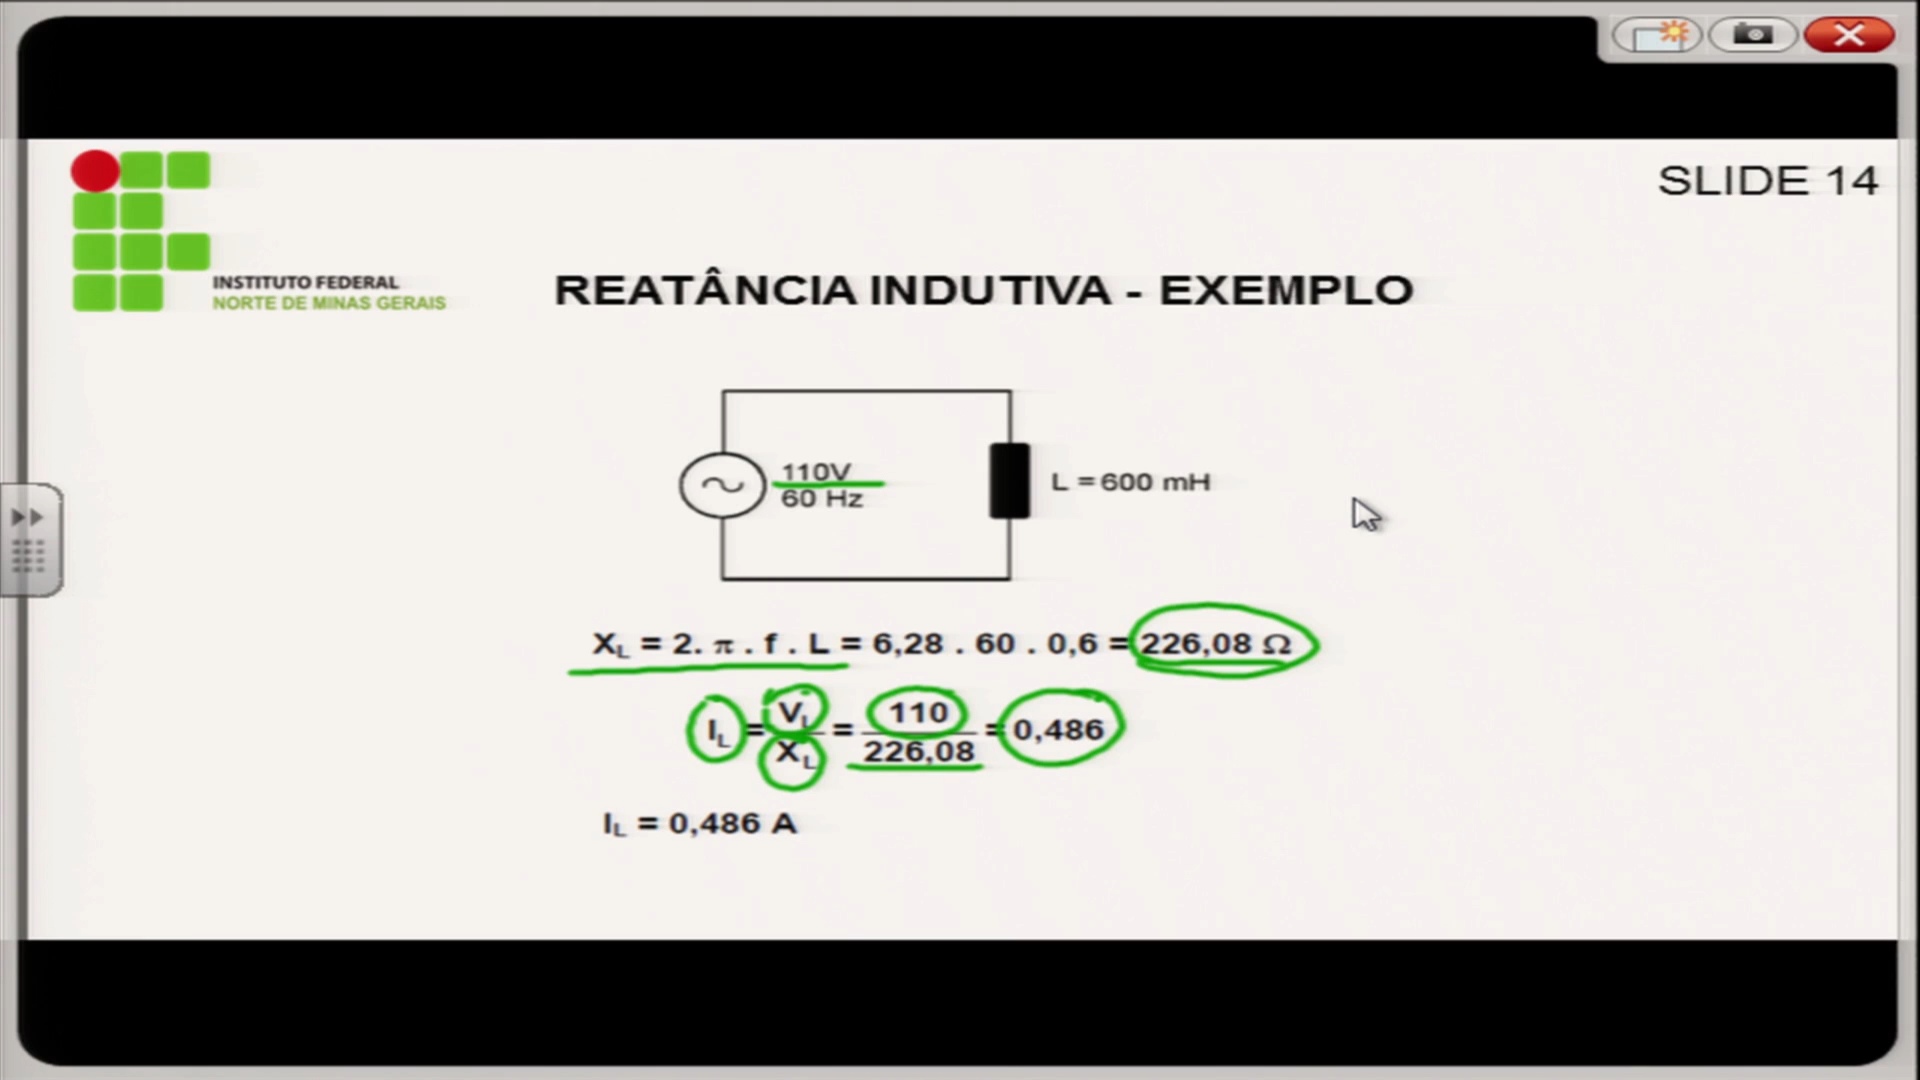 SLIDE 14
INSTITUTO FEDERAL
NORTE DE MINAS GERAIS
REATÂNCIA INDUTIVA - EXEMPLO
110V
60 Hz
L = 600 mH
XL = 2. π . f . L = 6,28 . 60 . 0,6 = 226,08 Ω
IL = VL / XL = 110 / 226,08 = 0,486
IL = 0,486 A